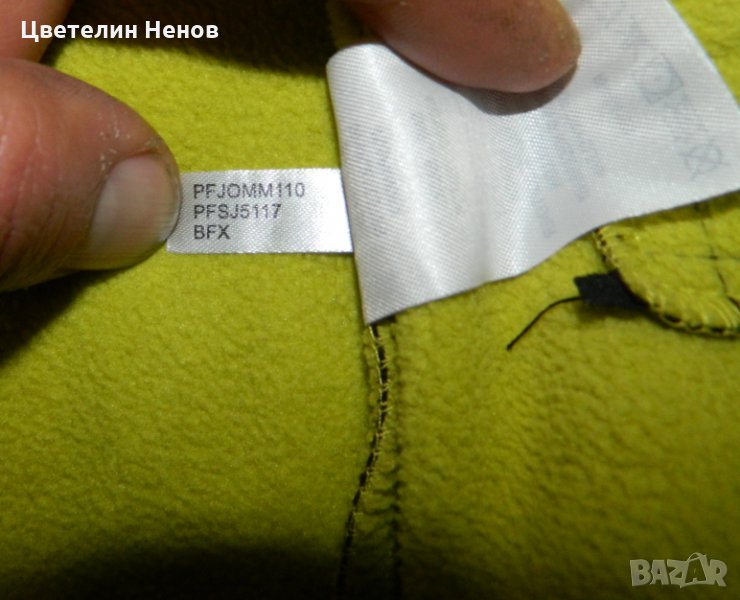 Цветелин Ненов
PFJOMM110
PFSJ5117
BFX
BAZAR